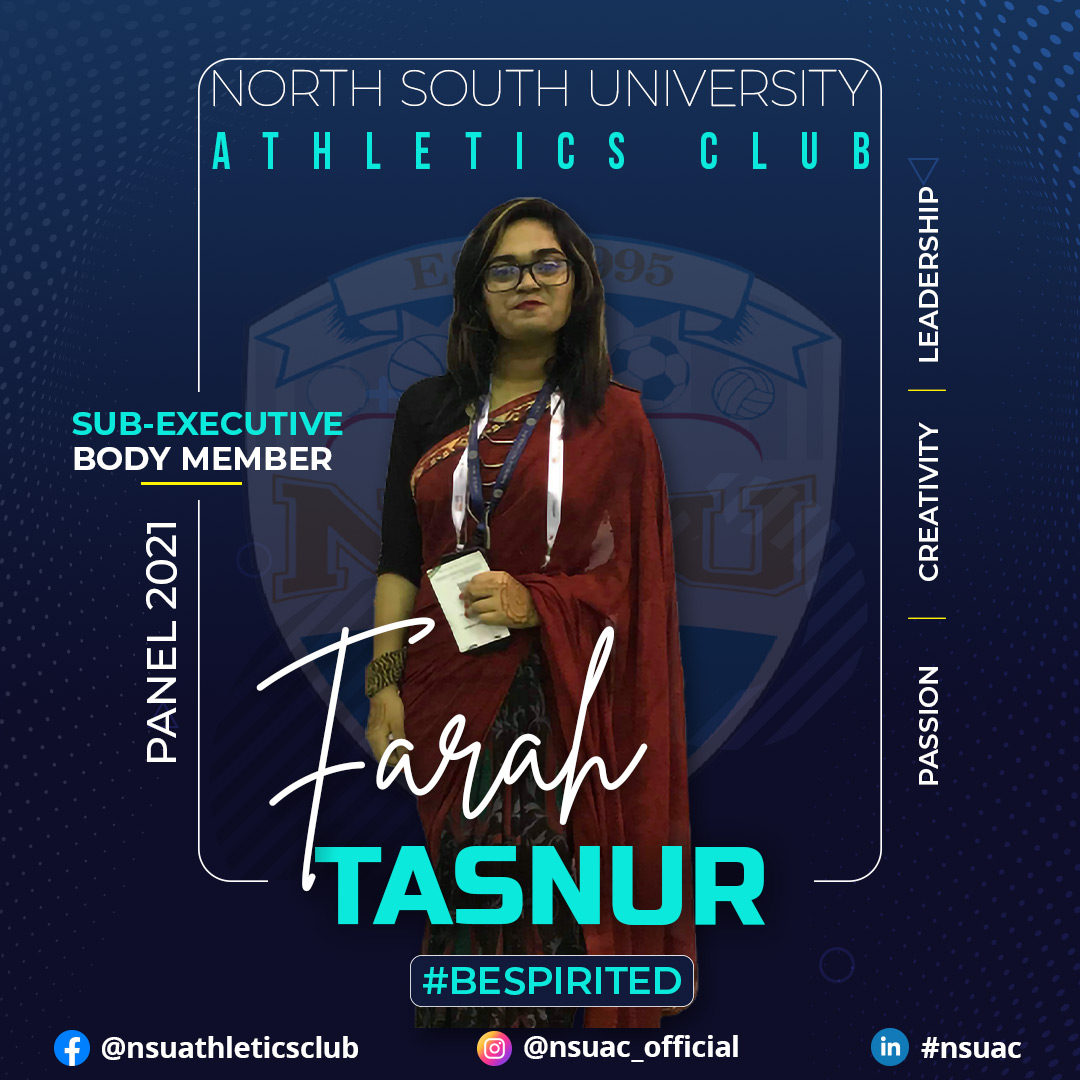 NORTH SOUTH UNIVERSITY
ATHLETICS CLUB
SUB-EXECUTIVE
BODY MEMBER
PANEL 2021
LEADERSHIP
CREATIVITY
PASSION
Farah
TASNUR
#BESPIRITED
@nsuathleticsclub
@nsuac_official
#nsuac